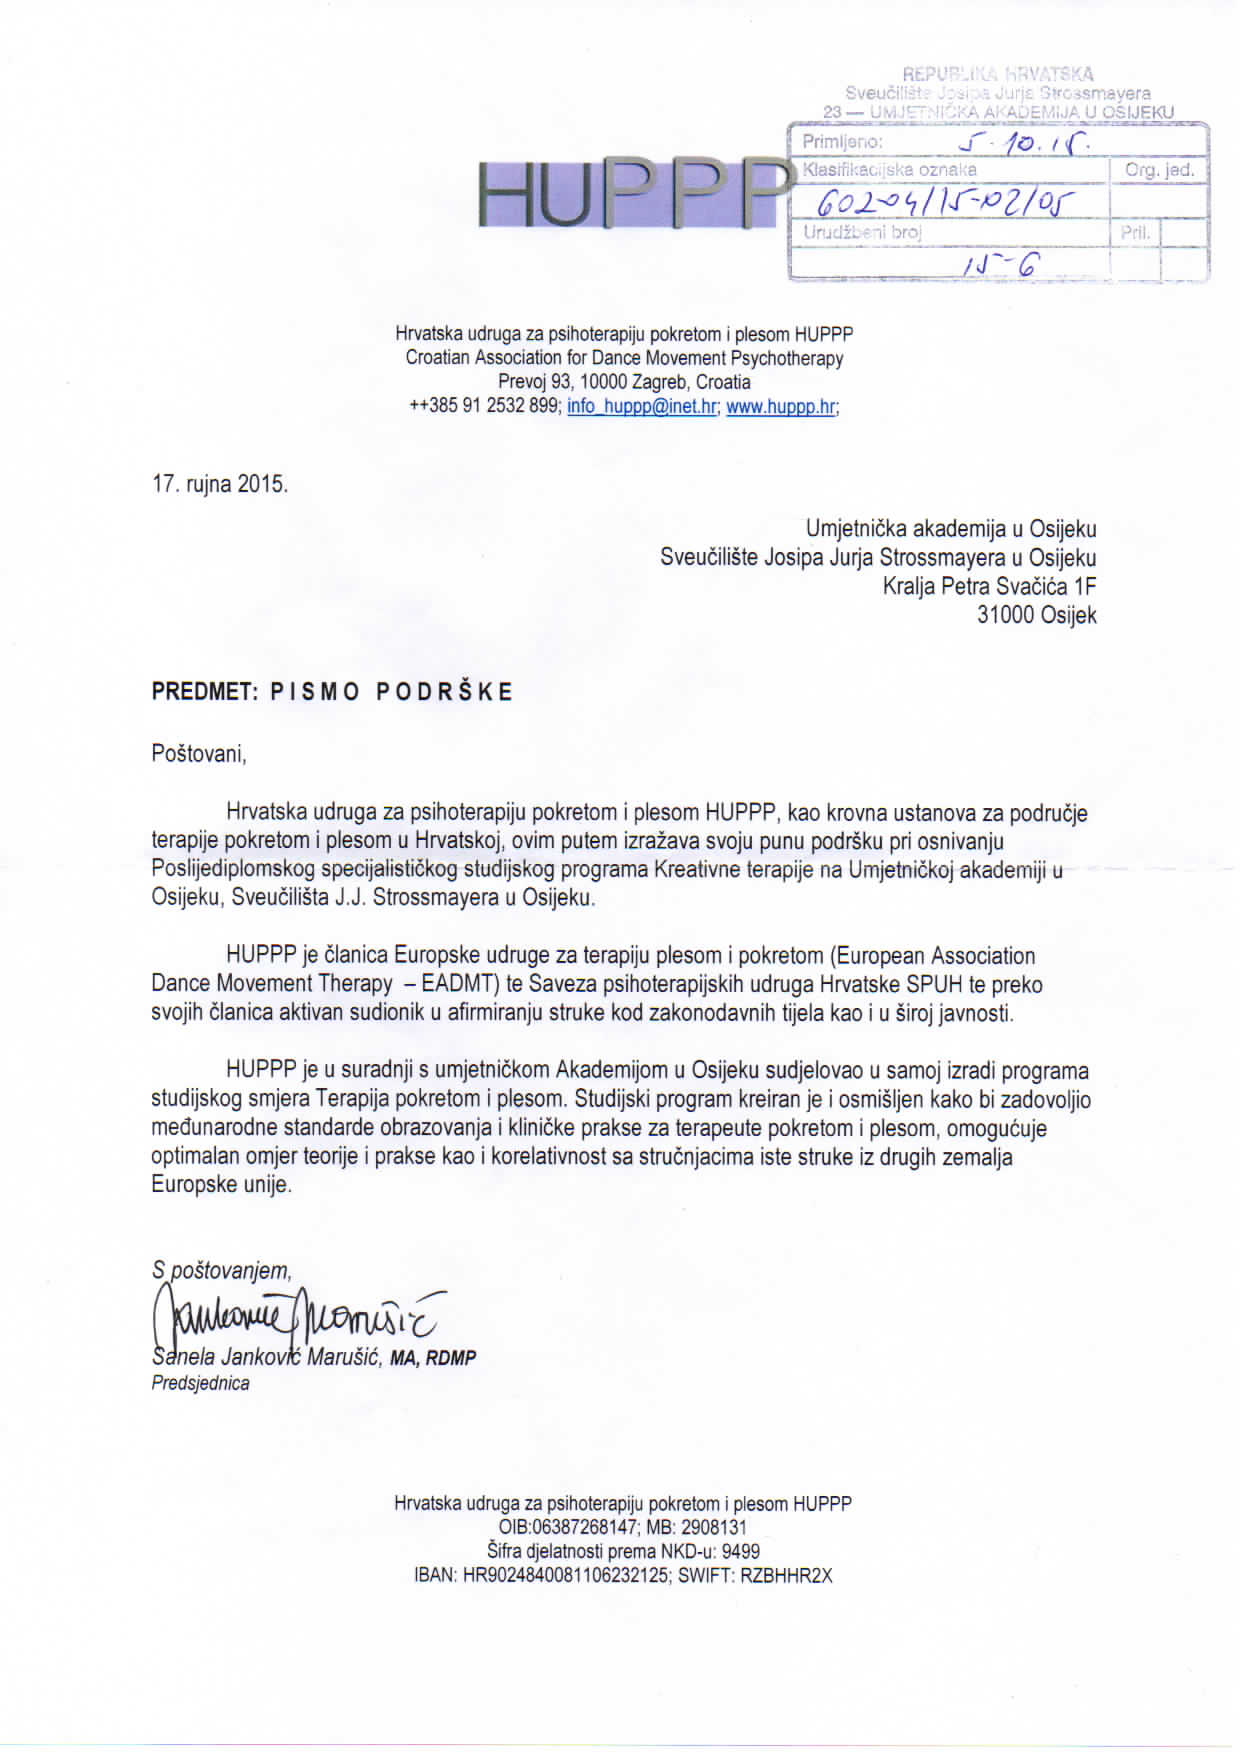 REPUBLIKA HRVATSKA
Sveučilište Josipa Jurja Strossmayera
23 — UMJETNIČKA AKADEMIJA U OSIJEKU
Primljeno: 5.10.15.
Klasifikacijska oznaka Org. jed.
602-04/15-02/05
Urudžbeni broj Pril.
15-6
HUPPP
Hrvatska udruga za psihoterapiju pokretom i plesom HUPPP
Croatian Association for Dance Movement Psychotherapy
Prevoj 93, 10000 Zagreb, Croatia
++385 91 2532 899; info_huppp@inet.hr; www.huppp.hr;
17. rujna 2015.
Umjetnička akademija u Osijeku
Sveučilište Josipa Jurja Strossmayera u Osijeku
Kralja Petra Svačića 1F
31000 Osijek
PREDMET: P I S M O P O D R Š K E
Poštovani,
Hrvatska udruga za psihoterapiju pokretom i plesom HUPPP, kao krovna ustanova za područje
terapije pokretom i plesom u Hrvatskoj, ovim putem izražava svoju punu podršku pri osnivanju
Poslijediplomskog specijalističkog studijskog programa Kreativne terapije na Umjetničkoj akademiji u
Osijeku, Sveučilišta J.J. Strossmayera u Osijeku.
HUPPP je članica Europske udruge za terapiju plesom i pokretom (European Association
Dance Movement Therapy – EADMT) te Saveza psihoterapijskih udruga Hrvatske SPUH te preko
svojih članica aktivan sudionik u afirmiranju struke kod zakonodavnih tijela kao i u široj javnosti.
HUPPP je u suradnji s umjetničkom Akademijom u Osijeku sudjelovao u samoj izradi programa
studijskog smjera Terapija pokretom i plesom. Studijski program kreiran je i osmišljen kako bi zadovoljio
međunarodne standarde obrazovanja i kliničke prakse za terapeute pokretom i plesom, omogućuje
optimalan omjer teorije i prakse kao i korelativnost sa stručnjacima iste struke iz drugih zemalja
Europske unije.
S poštovanjem,
Janković Marušić
Sanela Janković Marušić, MA, RDMP
Predsjednica
Hrvatska udruga za psihoterapiju pokretom i plesom HUPPP
OIB:06387268147; MB: 2908131
Šifra djelatnosti prema NKD-u: 9499
IBAN: HR9024840081106232125; SWIFT: RZBHHR2X